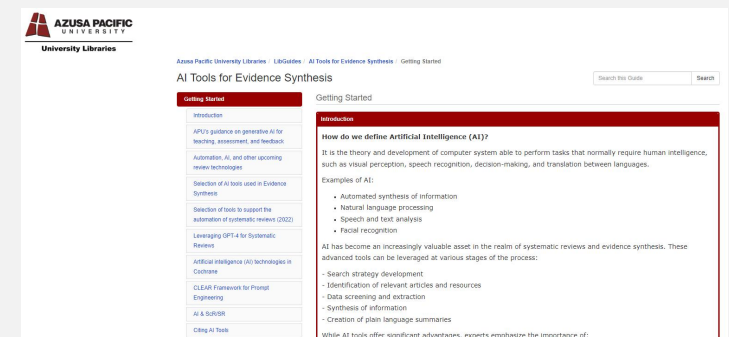 AZUSA PACIFIC
UNIVERSITY
University Libraries
Azusa Pacific University Libraries / LibGuides / AI Tools for Evidence Synthesis / Getting Started
AI Tools for Evidence Synthesis
Search this Guide Search
Getting Started
Introduction
APU's guidance on generative AI for
teaching, assessment, and feedback
Automation, AI, and other upcoming
review technologies
Selection of AI tools used in Evidence
Synthesis
Selection of tools to support the
automation of systematic reviews (2022)
Leveraging GPT-4 for Systematic
Reviews
Artificial intelligence (AI) technologies in
Cochrane
CLEAR Framework for Prompt
Engineering
AI & ScR/SR
Citing AI Tools
Getting Started
Introduction
How do we define Artificial Intelligence (AI)?
It is the theory and development of computer system able to perform tasks that normally require human intelligence,
such as visual perception, speech recognition, decision-making, and translation between languages.
Examples of AI:
• Automated synthesis of information
• Natural language processing
• Speech and text analysis
• Facial recognition
AI has become an increasingly valuable asset in the realm of systematic reviews and evidence synthesis. These
advanced tools can be leveraged at various stages of the process:
- Search strategy development
- Identification of relevant articles and resources
- Data screening and extraction
- Synthesis of information
- Creation of plain language summaries
While AI tools offer significant advantages, experts emphasize the importance of: